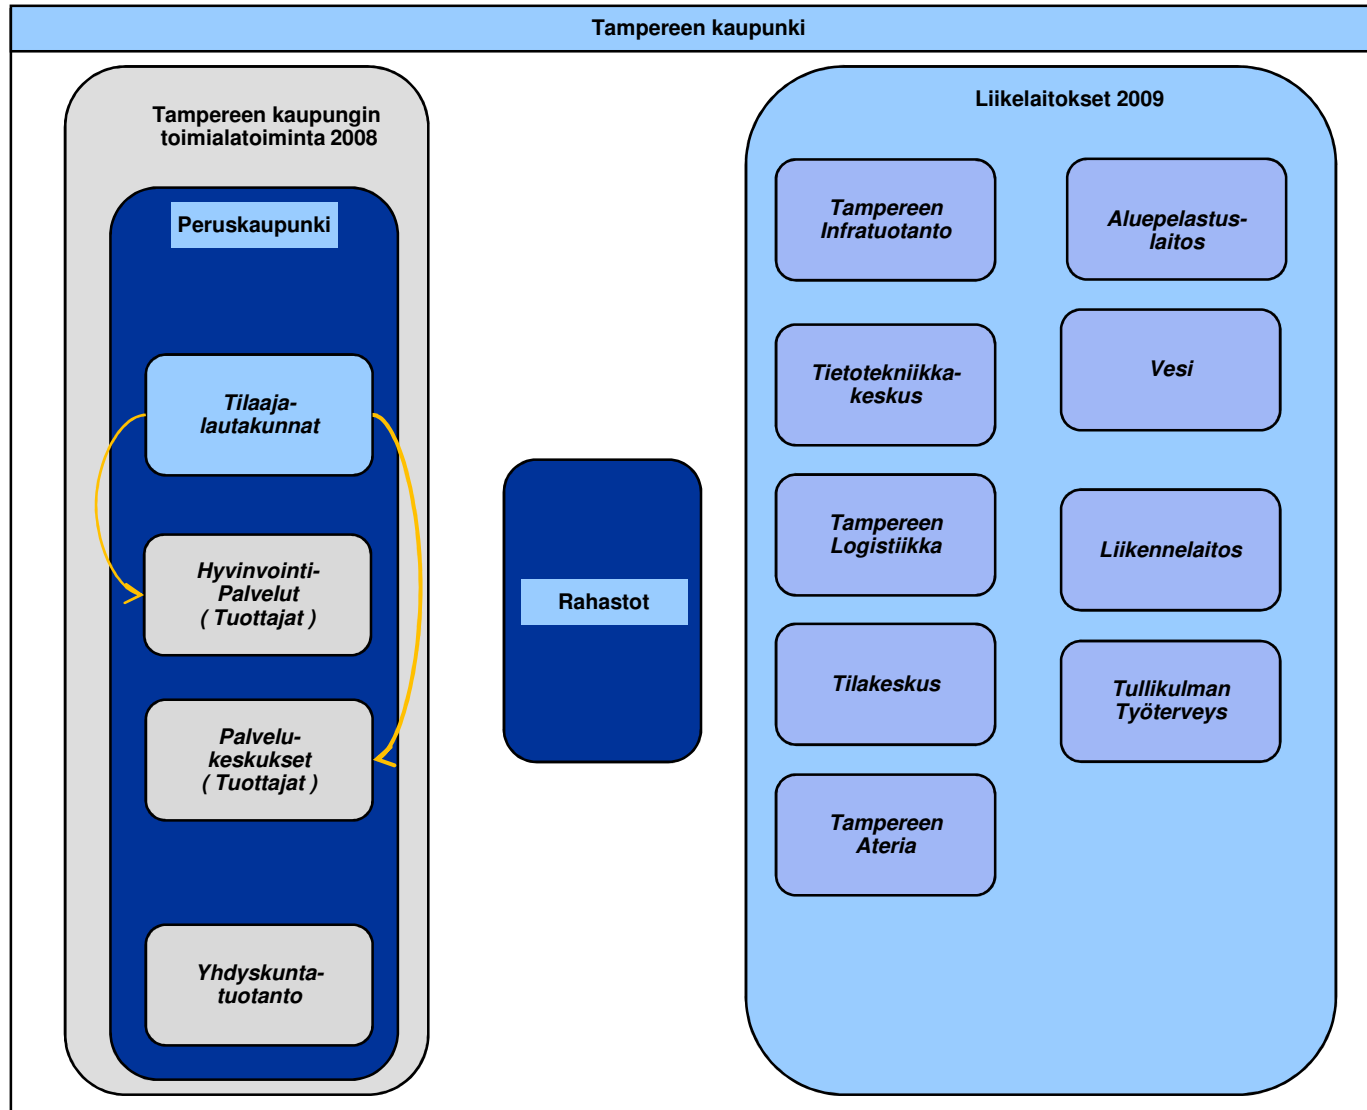 Tampereen kaupunki
Tampereen kaupungin
toimialatoiminta 2008
Peruskaupunki
Tilaaja-
lautakunnat
Hyvinvointi-
Palvelut
( Tuottajat )
Palvelu-
keskukset
( Tuottajat )
Yhdyskunta-
tuotanto
Rahastot
Liikelaitokset 2009
Tampereen
Infratuotanto
Aluepelastus-
laitos
Tietotekniikka-
keskus
Vesi
Tampereen
Logistiikka
Liikennelaitos
Tilakeskus
Tullikulman
Työterveys
Tampereen
Ateria